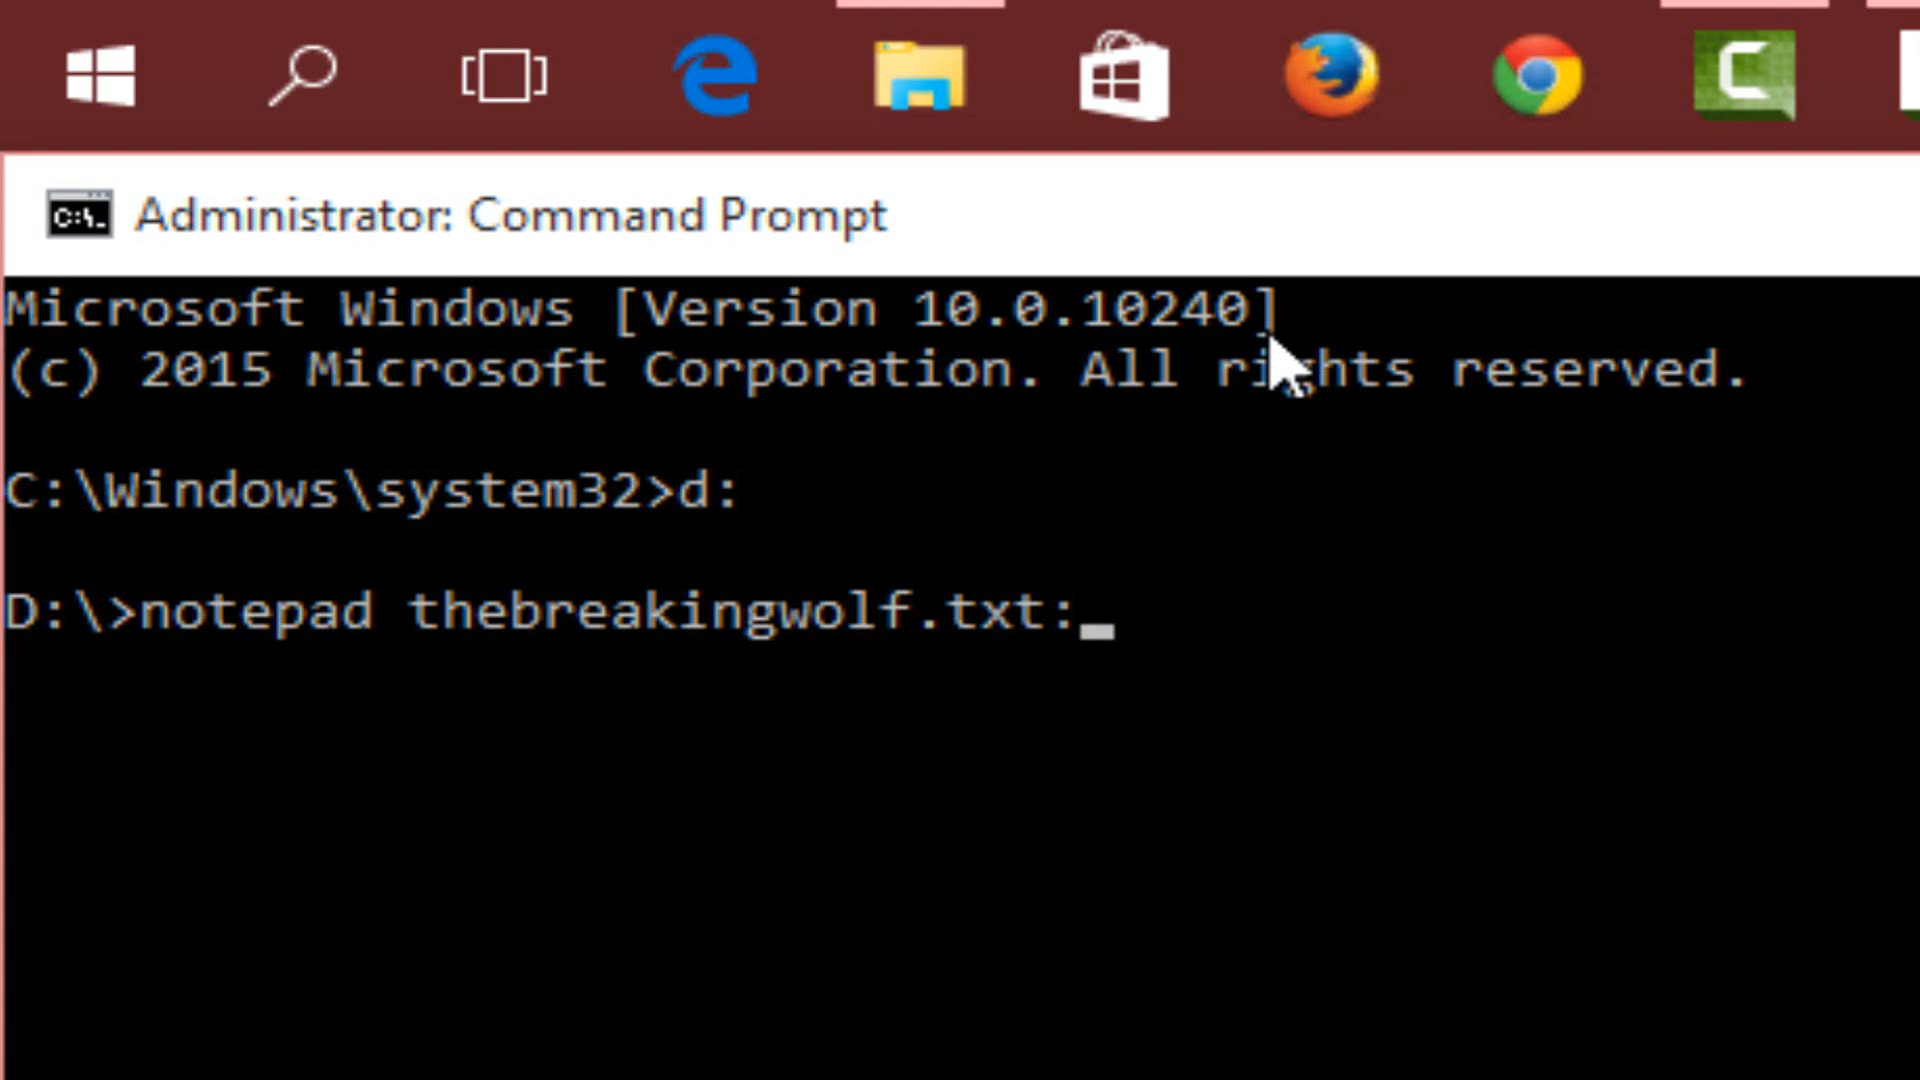 Administrator: Command Prompt
Microsoft Windows [Version 10.0.10240]
(c) 2015 Microsoft Corporation. All rights reserved.
C:\Windows\system32>d:
D:\>notepad thebreakingwolf.txt: